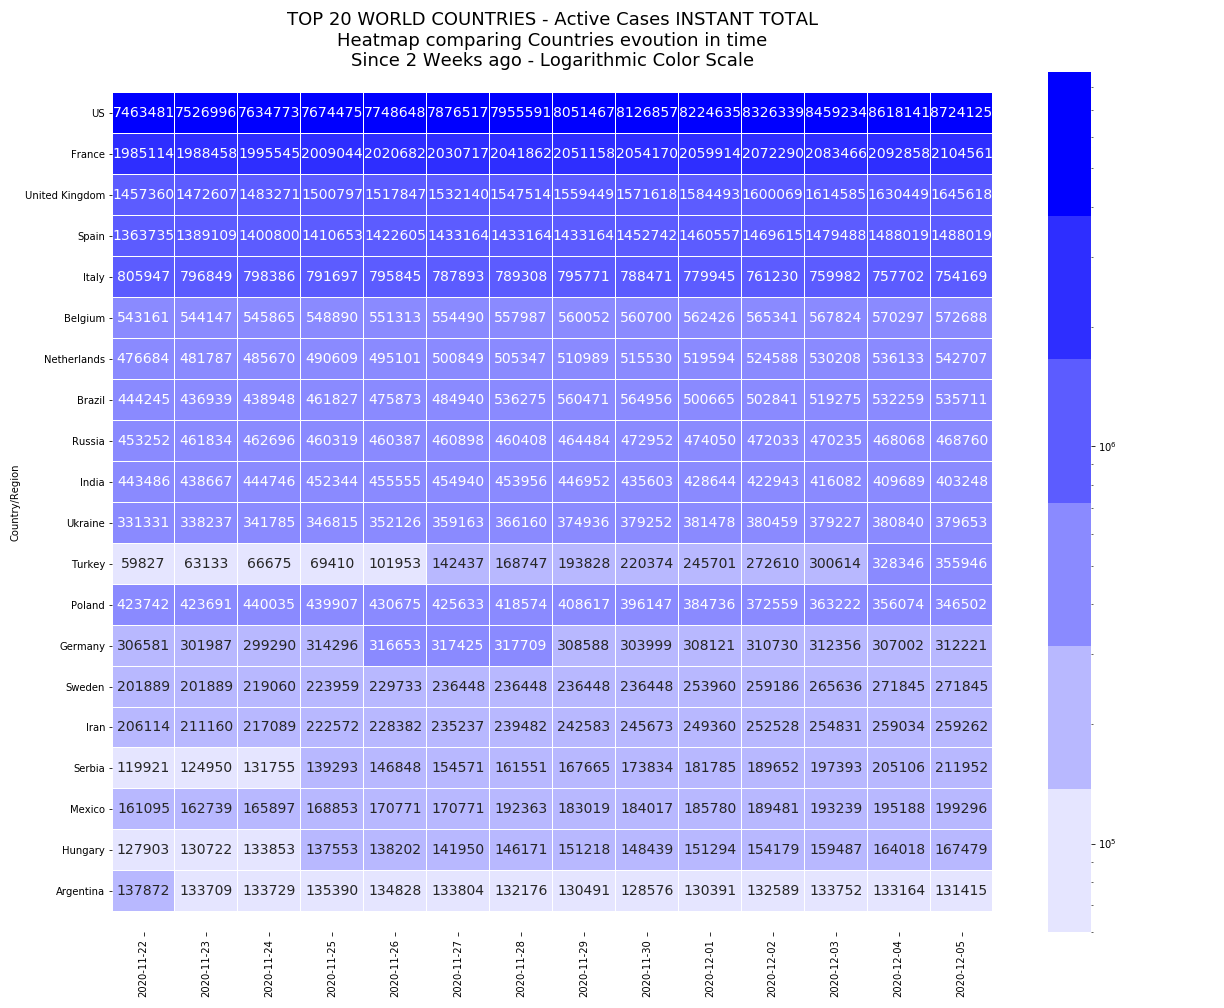 TOP 20 WORLD COUNTRIES - Active Cases INSTANT TOTAL
Heatmap comparing Countries evoution in time
Since 2 Weeks ago - Logarithmic Color Scale
Country/Region
US 7463481 7526996 7634773 7674475 7748648 7876517 7955591 8051467 8126857 8224635 8326339 8459234 8618141 8724125
France 1985114 1988458 1995545 2009044 2020682 2030717 2041862 2051158 2054170 2059914 2072290 2083466 2092858 2104561
United Kingdom 1457360 1472607 1483271 1500797 1517847 1532140 1547514 1559449 1571618 1584493 1600069 1614585 1630449 1645618
Spain 1363735 1389109 1400800 1410653 1422605 1433164 1433164 1433164 1452742 1460557 1469615 1479488 1488019 1488019
Italy 805947 796849 798386 791697 795845 787893 789308 795771 788471 779945 761230 759982 757702 754169
Belgium 543161 544147 545865 548890 551313 554490 557987 560052 560700 562426 565341 567824 570297 572688
Netherlands 476684 481787 485670 490609 495101 500849 505347 510989 515530 519594 524588 530208 536133 542707
Brazil 444245 436939 438948 461827 475873 484940 536275 560471 564956 500665 502841 519275 532259 535711
Russia 453252 461834 462696 460319 460387 460898 460408 464484 472952 474050 472033 470235 468068 468760
India 443486 438667 444746 452344 455555 454940 453956 446952 435603 428644 422943 416082 409689 403248
Ukraine 331331 338237 341785 346815 352126 359163 366160 374936 379252 381478 380459 379227 380840 379653
Turkey 59827 63133 66675 69410 101953 142437 168747 193828 220374 245701 272610 300614 328346 355946
Poland 423742 423691 440035 439907 430675 425633 418574 408617 396147 384736 372559 363222 356074 346502
Germany 306581 301987 299290 314296 316653 317425 317709 308588 303999 308121 310730 312356 307002 312221
Sweden 201889 201889 219060 223959 229733 236448 236448 236448 236448 253960 259186 265636 271845 271845
Iran 206114 211160 217089 222572 228382 235237 239482 242583 245673 249360 252528 254831 259034 259262
Serbia 119921 124950 131755 139293 146848 154571 161551 167665 173834 181785 189652 197393 205106 211952
Mexico 161095 162739 165897 168853 170771 170771 192363 183019 184017 185780 189481 193239 195188 199296
Hungary 127903 130722 133853 137553 138202 141950 146171 151218 148439 151294 154179 159487 164018 167479
Argentina 137872 133709 133729 135390 134828 133804 132176 130491 128576 130391 132589 133752 133164 131415
2020-11-22 2020-11-23 2020-11-24 2020-11-25 2020-11-26 2020-11-27 2020-11-28 2020-11-29 2020-11-30 2020-12-01 2020-12-02 2020-12-03 2020-12-04 2020-12-05
10⁶
10⁵